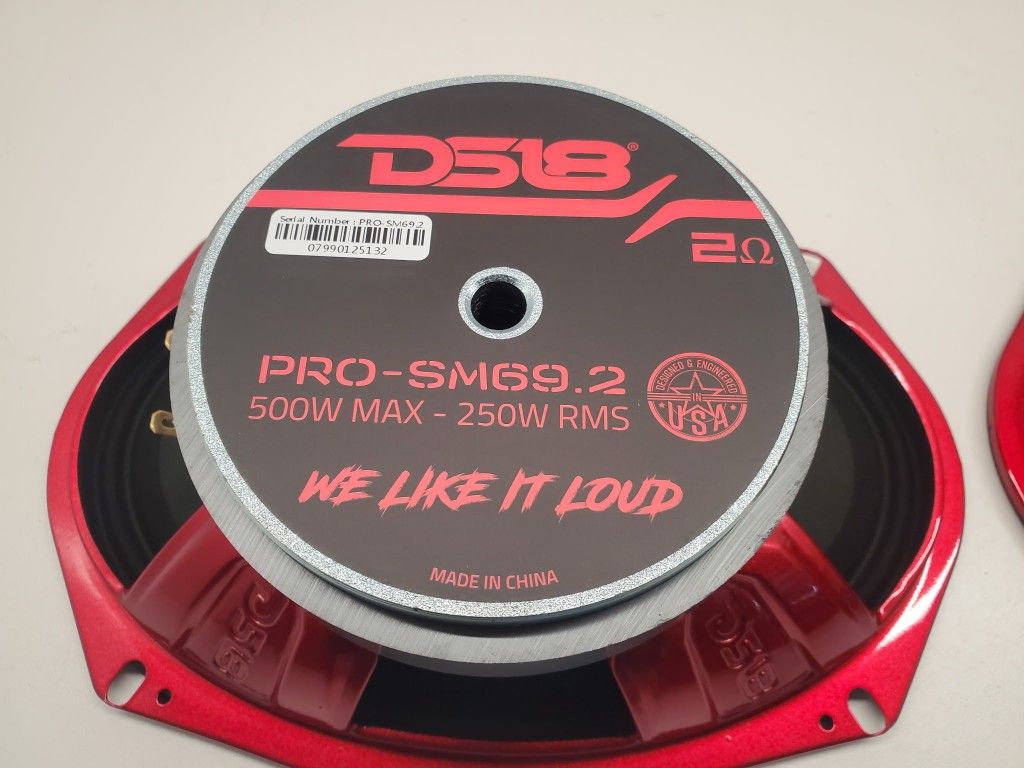 DS18®
2Ω
Serial Number : PRO-SM69.2
07990125132
PRO-SM69.2
500W MAX - 250W RMS
DESIGNED & ENGINEERED
IN
USA
WE LIKE IT LOUD
MADE IN CHINA
DS18
DS18